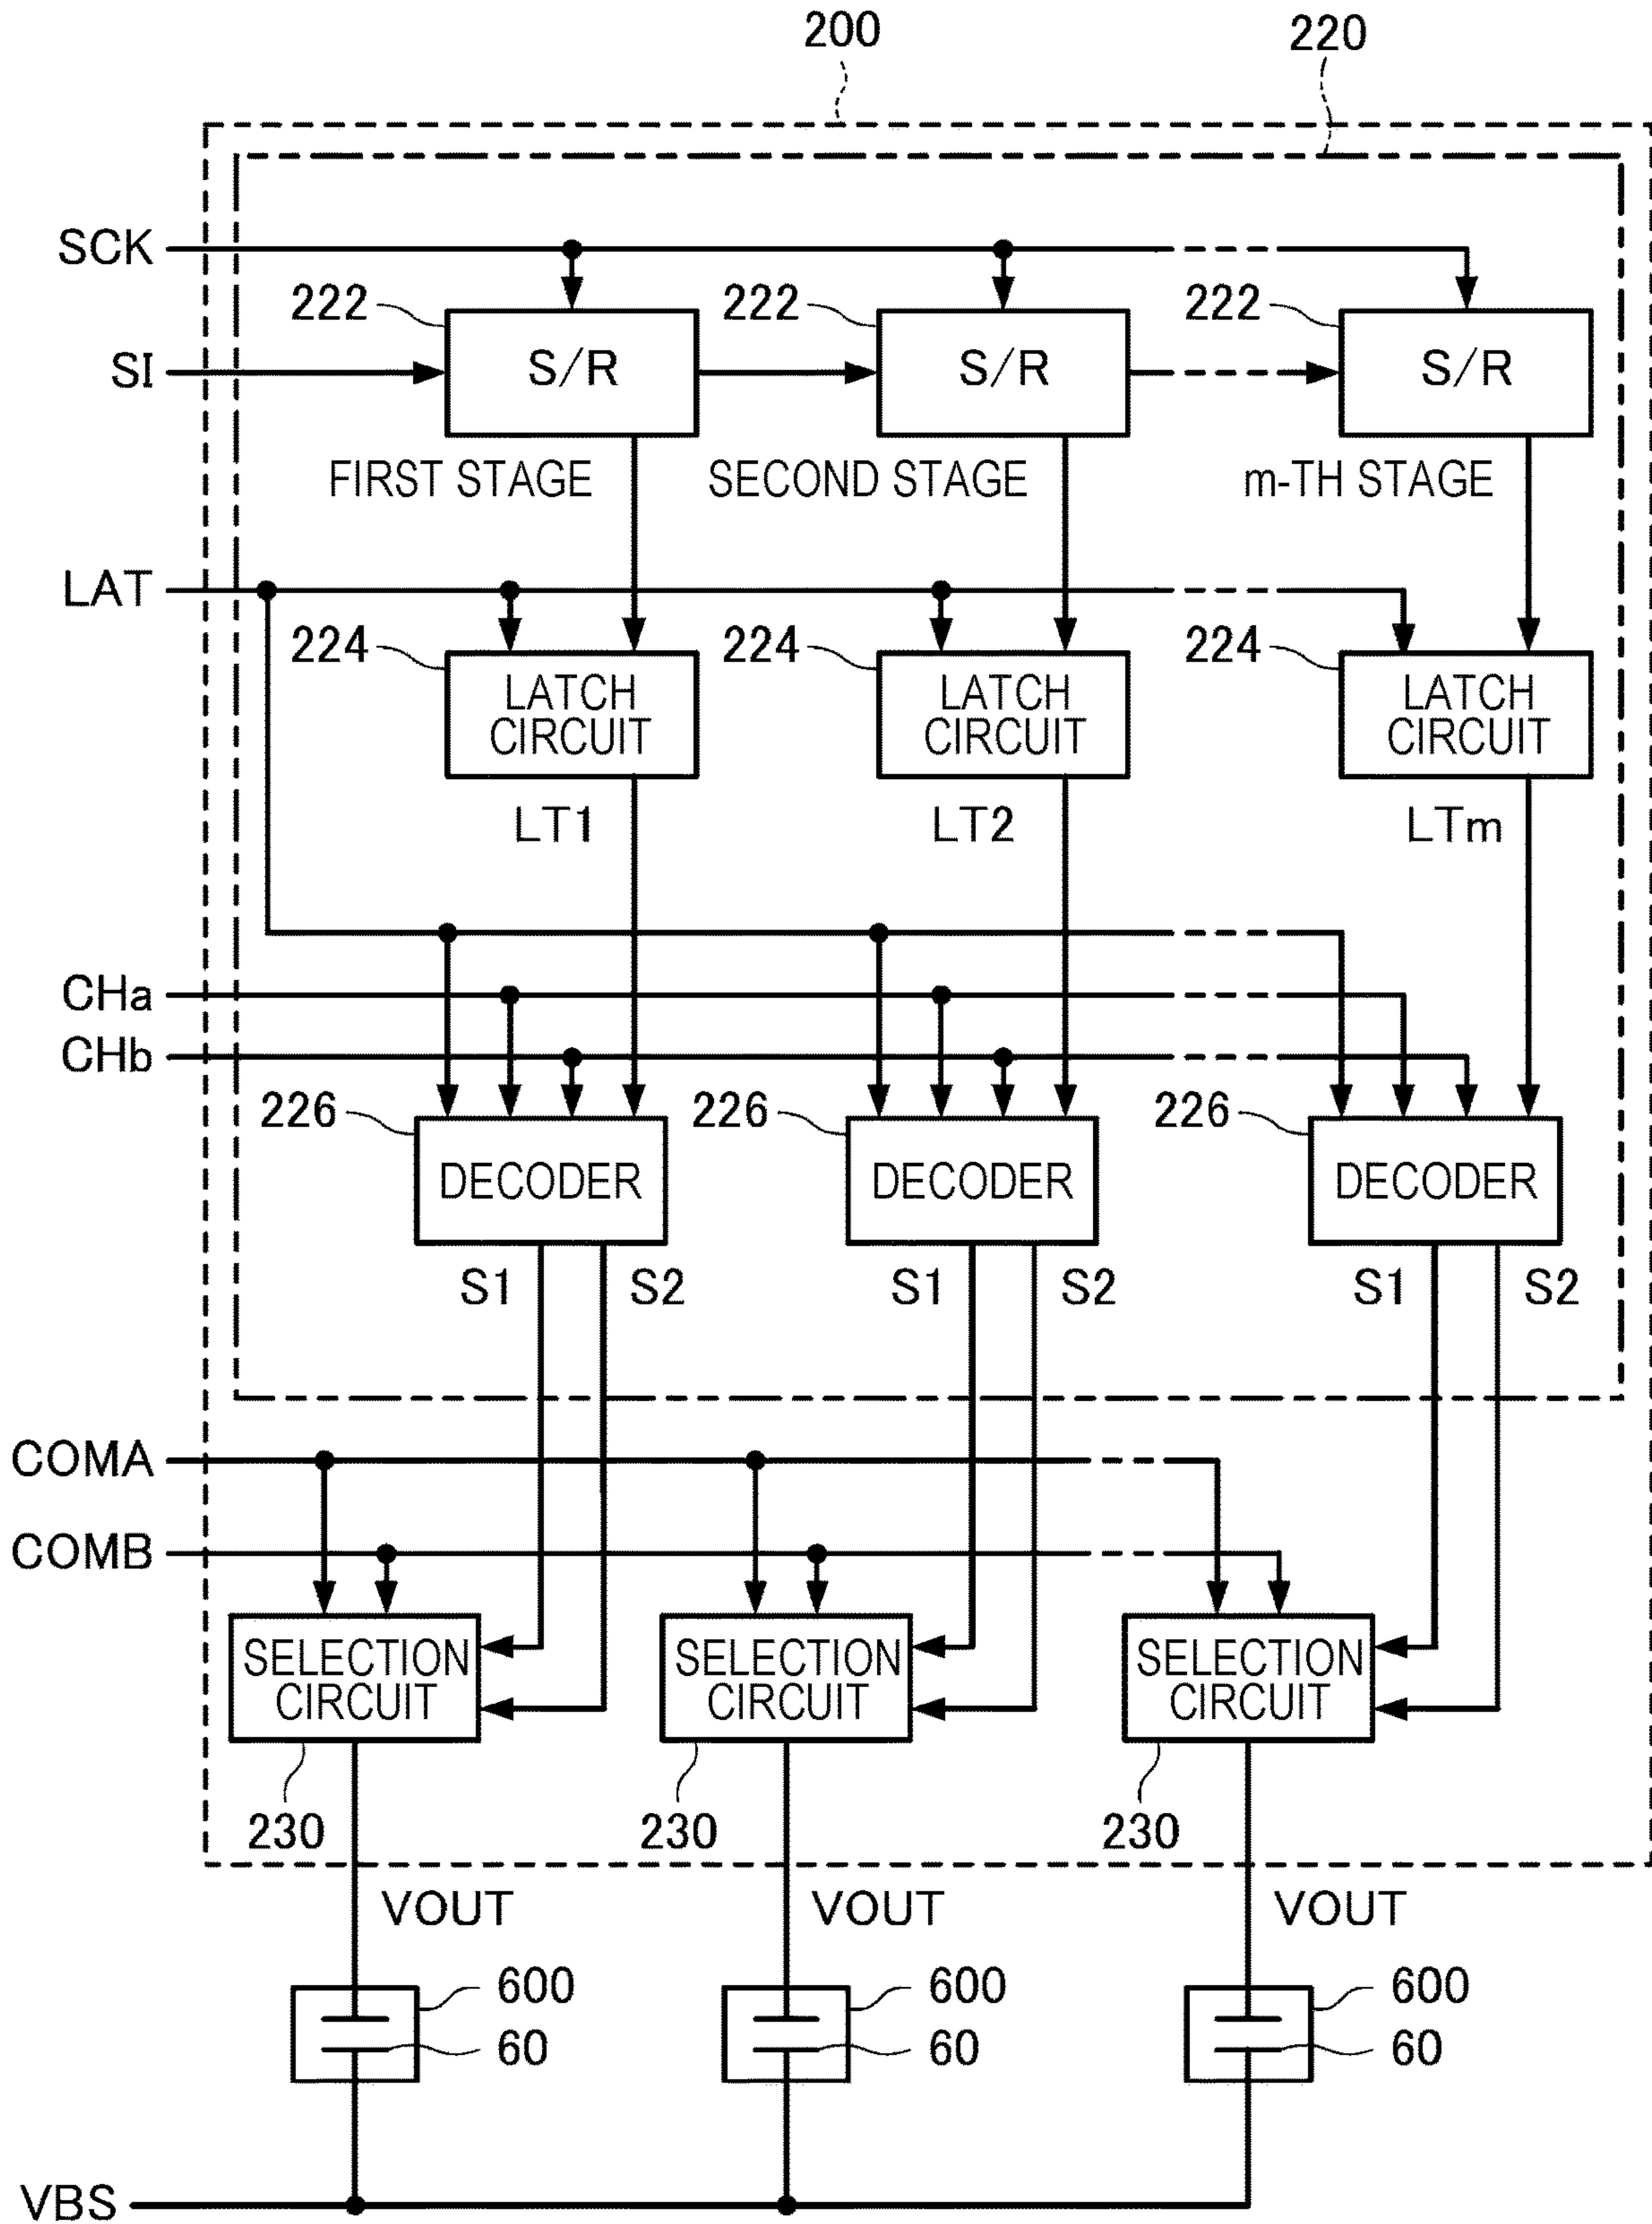 200 220
SCK
222 222 222
SI S/R S/R S/R
FIRST STAGE SECOND STAGE m-TH STAGE
LAT
224 224 224
LATCH CIRCUIT LATCH CIRCUIT LATCH CIRCUIT
LT1 LT2 LTm
CHa
CHb
226 226 226
DECODER DECODER DECODER
S1 S2 S1 S2 S1 S2
COMA
COMB
SELECTION CIRCUIT SELECTION CIRCUIT SELECTION CIRCUIT
230 230 230
VOUT VOUT VOUT
600 600 600
60 60 60
VBS